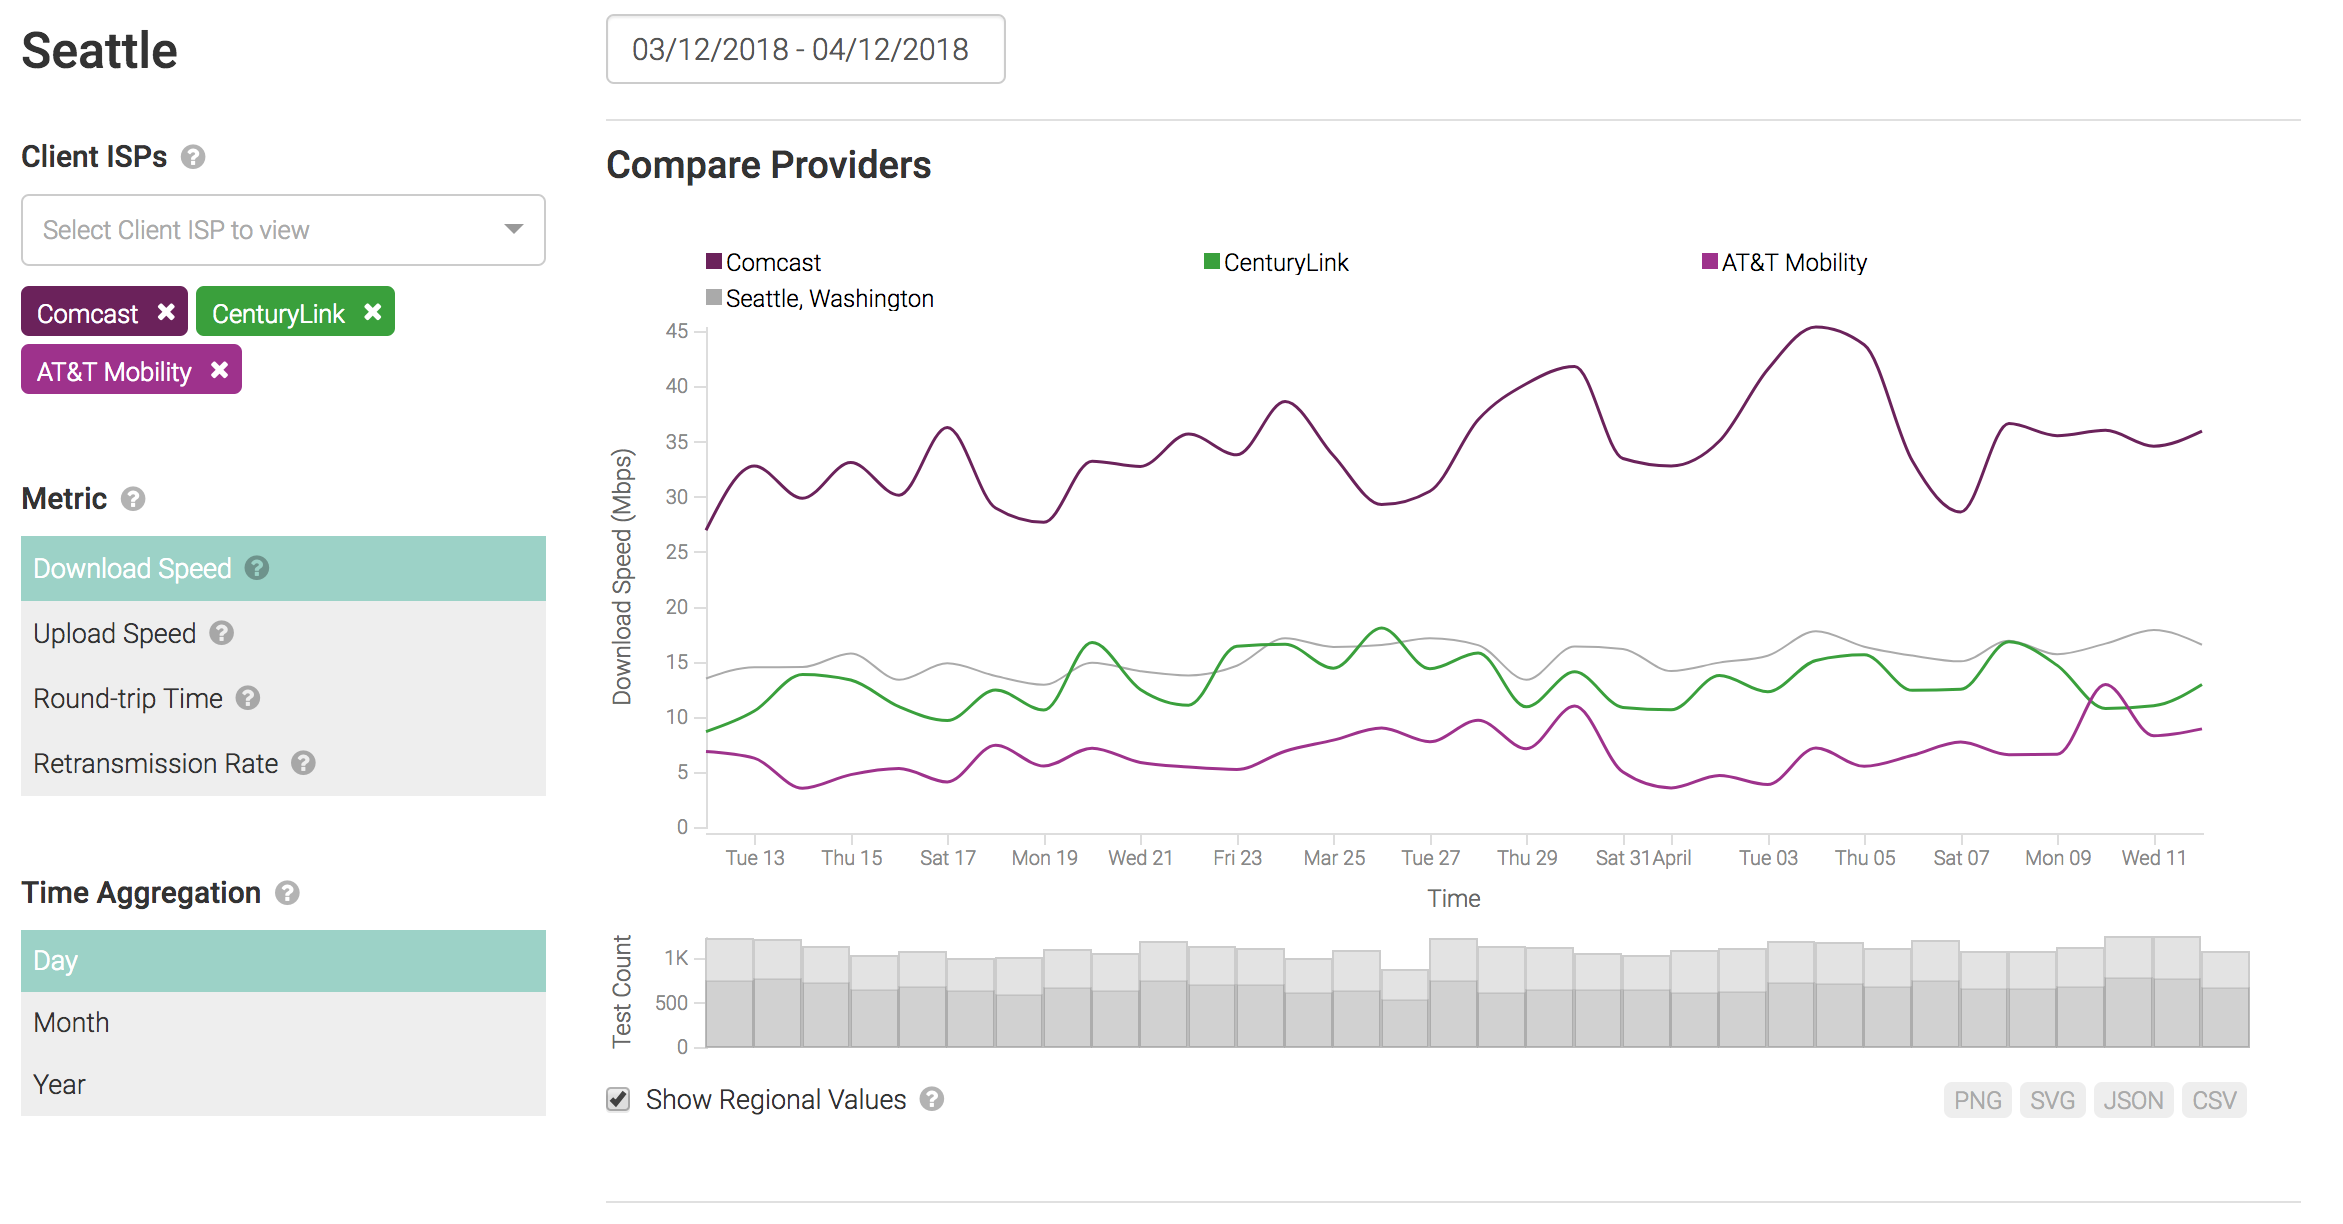 Seattle
03/12/2018 - 04/12/2018
Client ISPs ?
Select Client ISP to view
Comcast ✖ CenturyLink ✖
AT&T Mobility ✖
Metric ?
Download Speed ?
Upload Speed ?
Round-trip Time ?
Retransmission Rate ?
Time Aggregation ?
Day
Month
Year
Compare Providers
Comcast CenturyLink AT&T Mobility
Seattle, Washington
Download Speed (Mbps)
45
40
35
30
25
20
15
10
5
0
Tue 13 Thu 15 Sat 17 Mon 19 Wed 21 Fri 23 Mar 25 Tue 27 Thu 29 Sat 31 April Tue 03 Thu 05 Sat 07 Mon 09 Wed 11
Time
Test Count
1K
500
0
Show Regional Values ?
PNG SVG JSON CSV